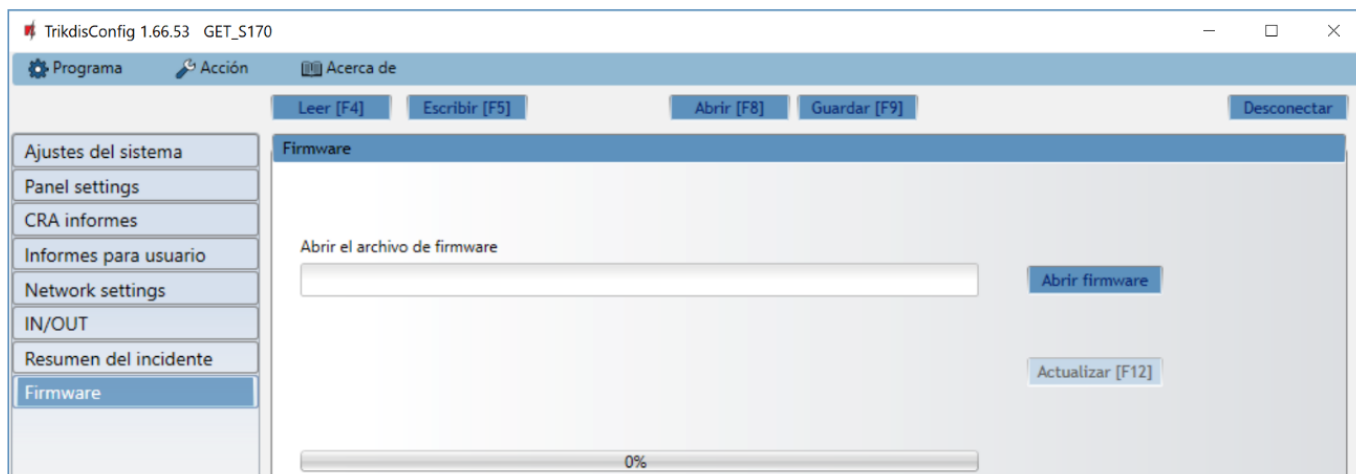 TrikdisConfig 1.66.53 GET_S170
Programa Acción Acerca de
Leer [F4] Escribir [F5] Abrir [F8] Guardar [F9] Desconectar
Ajustes del sistema
Panel settings
CRA informes
Informes para usuario
Network settings
IN/OUT
Resumen del incidente
Firmware
Firmware
Abrir el archivo de firmware
Abrir firmware
Actualizar [F12]
0%